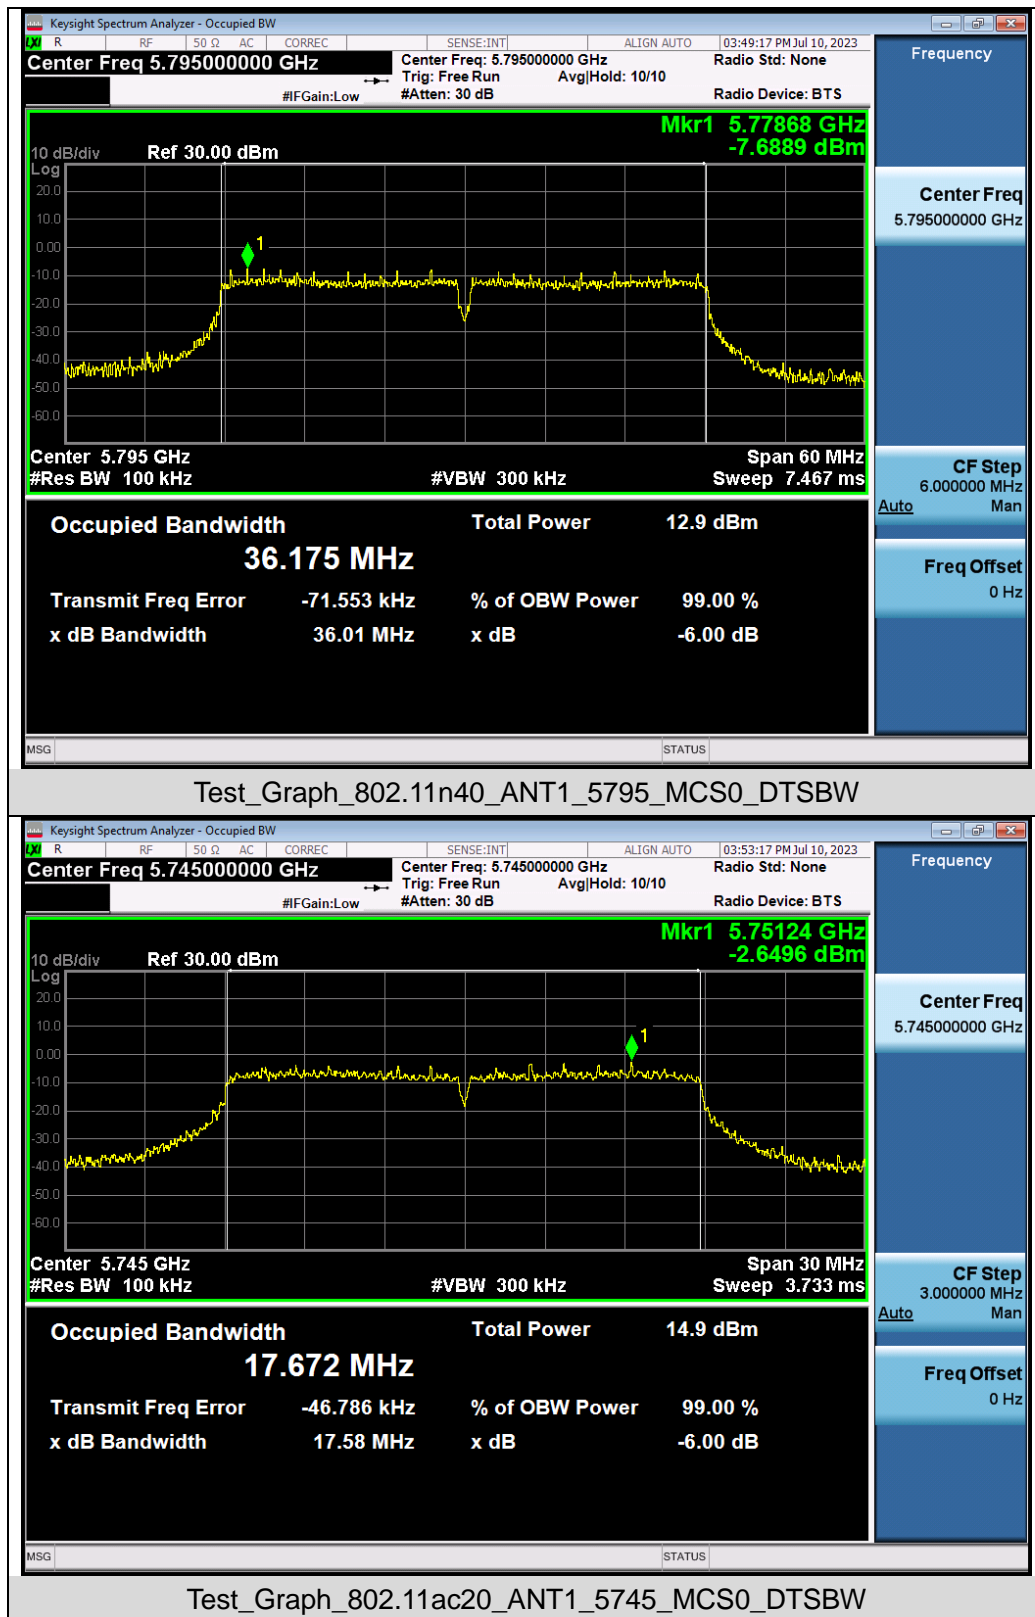 Keysight Spectrum Analyzer - Occupied BW
LXI R RF 50 Ω AC CORREC SENSE:INT ALIGN AUTO 03:49:17 PM Jul 10, 2023
Center Freq 5.795000000 GHz
Center Freq: 5.795000000 GHz
Radio Std: None
Trig: Free Run Avg|Hold: 10/10
#IFGain:Low #Atten: 30 dB Radio Device: BTS
Frequency
Mkr1 5.77868 GHz
-7.6889 dBm
10 dB/div Ref 30.00 dBm
Log
20.0
10.0
0.00
-10.0
-20.0
-30.0
-40.0
-50.0
-60.0
1
Center 5.795 GHz Span 60 MHz
#Res BW 100 kHz #VBW 300 kHz Sweep 7.467 ms
Center Freq
5.795000000 GHz
CF Step
6.000000 MHz
Auto Man
Freq Offset
0 Hz
Occupied Bandwidth Total Power 12.9 dBm
36.175 MHz
Transmit Freq Error -71.553 kHz % of OBW Power 99.00 %
x dB Bandwidth 36.01 MHz x dB -6.00 dB
MSG STATUS
Test_Graph_802.11n40_ANT1_5795_MCS0_DTSBW
Keysight Spectrum Analyzer - Occupied BW
LXI R RF 50 Ω AC CORREC SENSE:INT ALIGN AUTO 03:53:17 PM Jul 10, 2023
Center Freq 5.745000000 GHz
Center Freq: 5.745000000 GHz
Radio Std: None
Trig: Free Run Avg|Hold: 10/10
#IFGain:Low #Atten: 30 dB Radio Device: BTS
Frequency
Mkr1 5.75124 GHz
-2.6496 dBm
10 dB/div Ref 30.00 dBm
Log
20.0
10.0
0.00
-10.0
-20.0
-30.0
-40.0
-50.0
-60.0
1
Center 5.745 GHz Span 30 MHz
#Res BW 100 kHz #VBW 300 kHz Sweep 3.733 ms
Center Freq
5.745000000 GHz
CF Step
3.000000 MHz
Auto Man
Freq Offset
0 Hz
Occupied Bandwidth Total Power 14.9 dBm
17.672 MHz
Transmit Freq Error -46.786 kHz % of OBW Power 99.00 %
x dB Bandwidth 17.58 MHz x dB -6.00 dB
MSG STATUS
Test_Graph_802.11ac20_ANT1_5745_MCS0_DTSBW